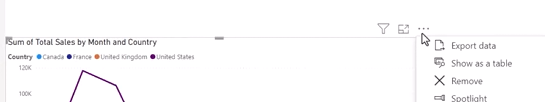 Sum of Total Sales by Month and Country
Country Canada France United Kingdom United States
120K
100K
Export data
Show as a table
Remove
Spotlight